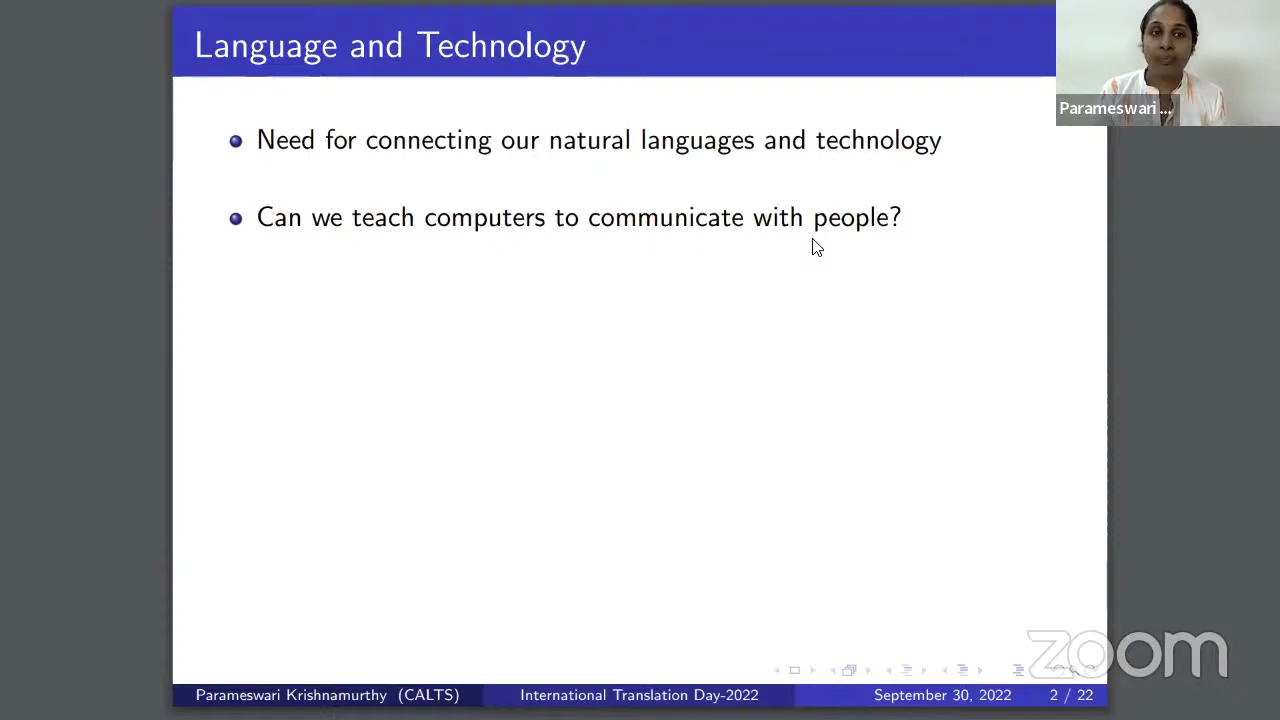 Language and Technology
Parameswari ...
Need for connecting our natural languages and technology
Can we teach computers to communicate with people?
zoom
Parameswari Krishnamurthy (CALTS)
International Translation Day-2022
September 30, 2022
2 / 22